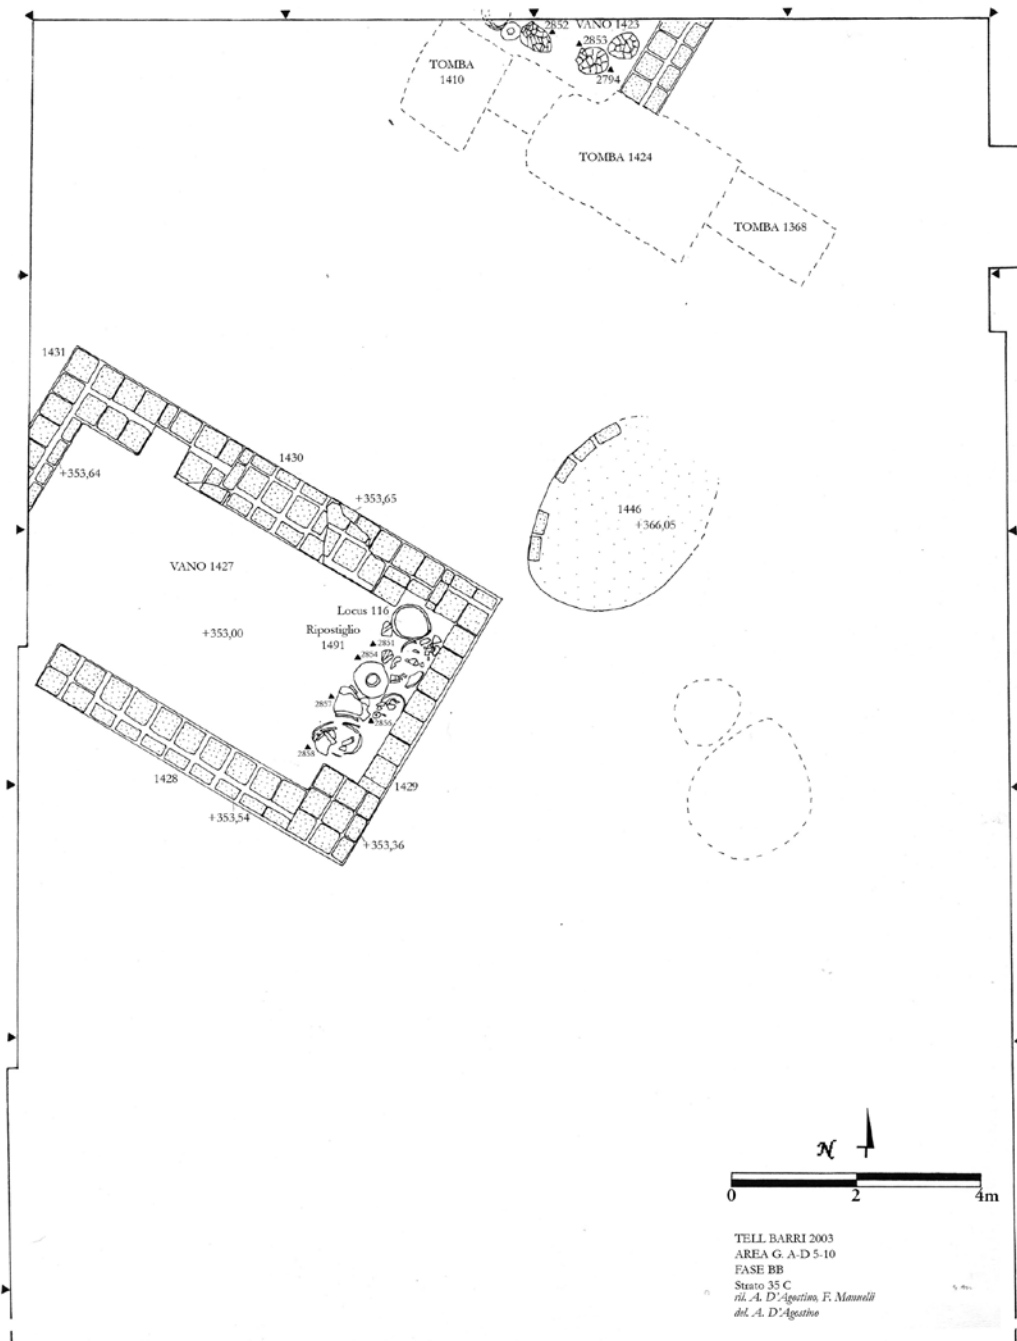 2852
VANO 1423
2853
2794
TOMBA
1410
TOMBA 1424
TOMBA 1368
1431
1430
+353,64
+353,65
1446
+366,05
VANO 1427
Locus 116
Ripostiglio
1491
+353,00
2851
2854
2857
2856
2858
1428
1429
+353,54
+353,36
N
0 2 4m
TELL BARRI 2003
AREA G. A-D 5-10
FASE BB
Strato 35 C
ril. A. D'Agostino, F. Mannelli
del. A. D'Agostino